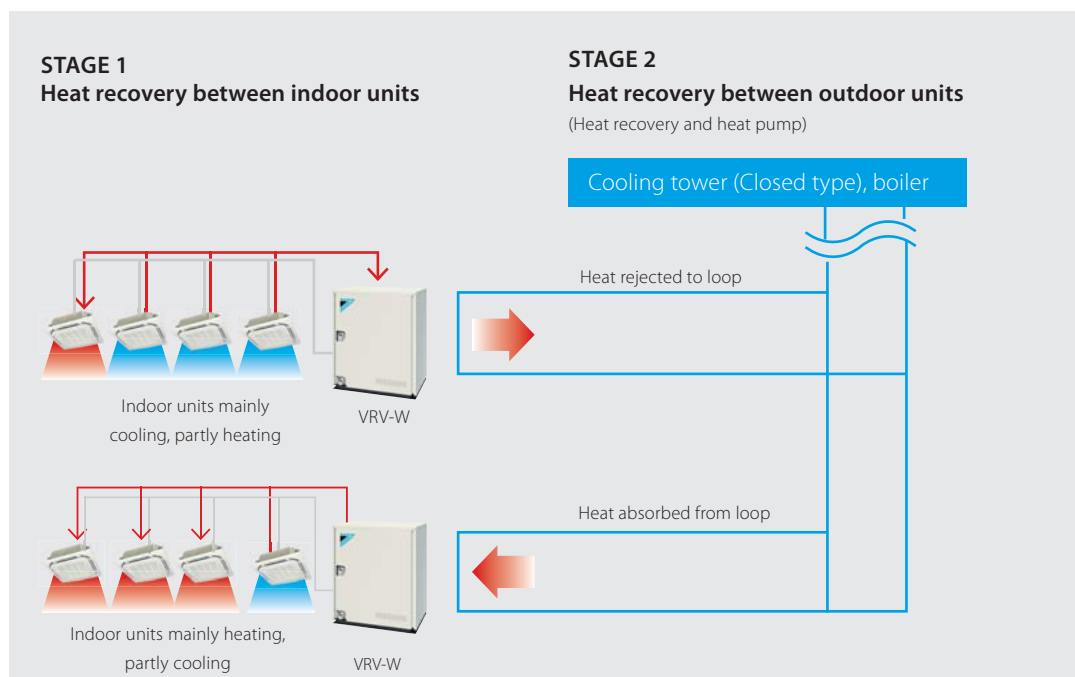 STAGE 1
Heat recovery between indoor units
STAGE 2
Heat recovery between outdoor units
(Heat recovery and heat pump)
Cooling tower (Closed type), boiler
Heat rejected to loop
Indoor units mainly
cooling, partly heating
VRV-W
Heat absorbed from loop
Indoor units mainly heating,
partly cooling
VRV-W